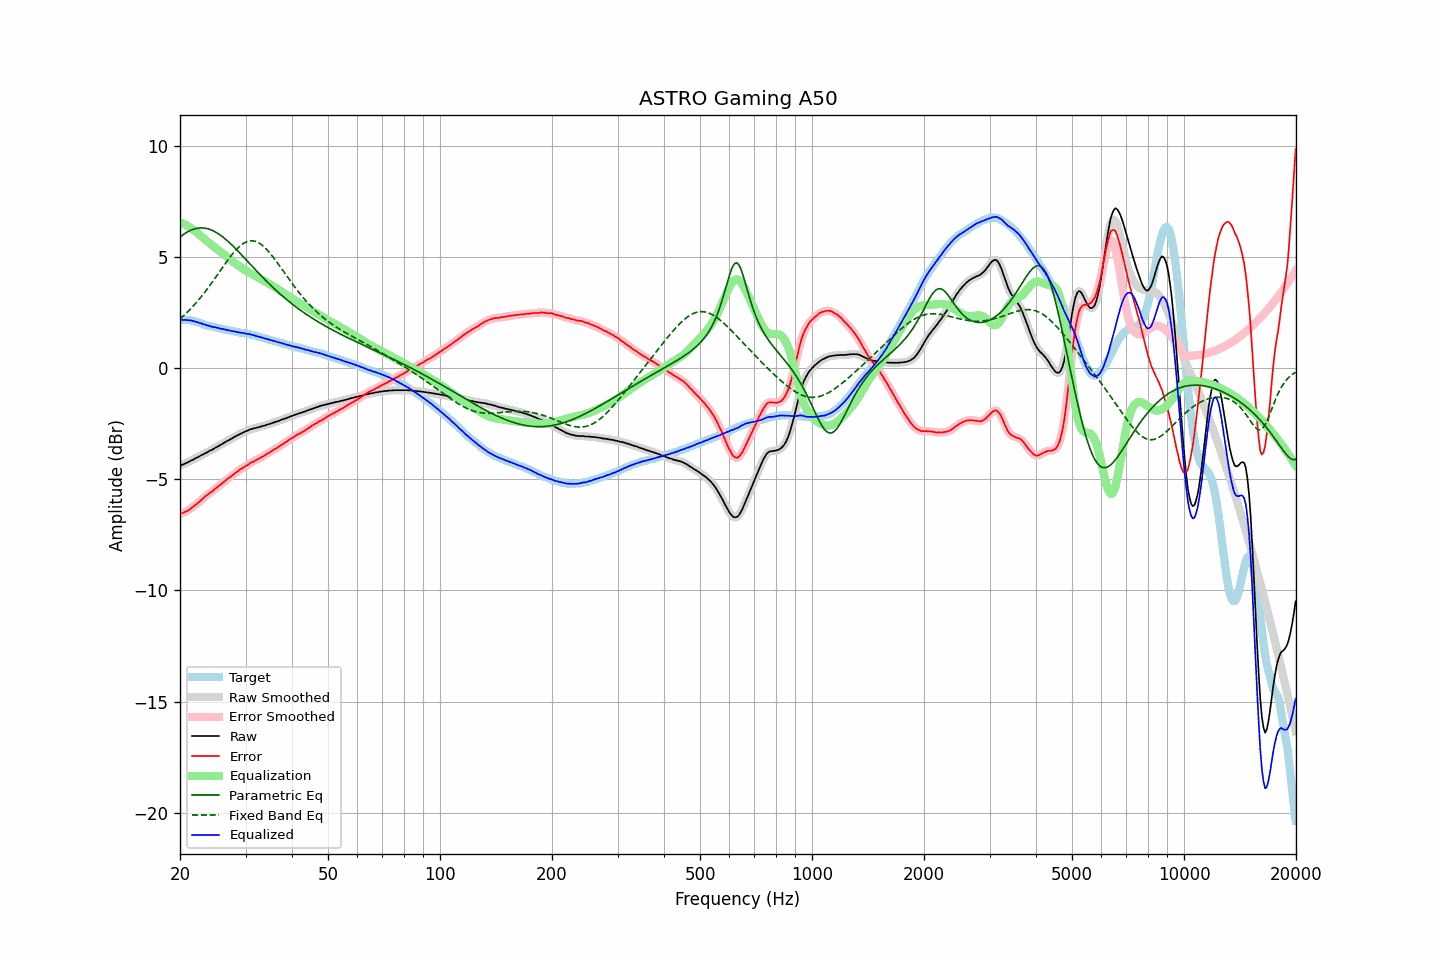 ASTRO Gaming A50
10
5
0
−5
−10
−15
−20
Amplitude (dBr)
Target
Raw Smoothed
Error Smoothed
Raw
Error
Equalization
Parametric Eq
Fixed Band Eq
Equalized
20 50 100 200 500 1000 2000 5000 10000 20000
Frequency (Hz)